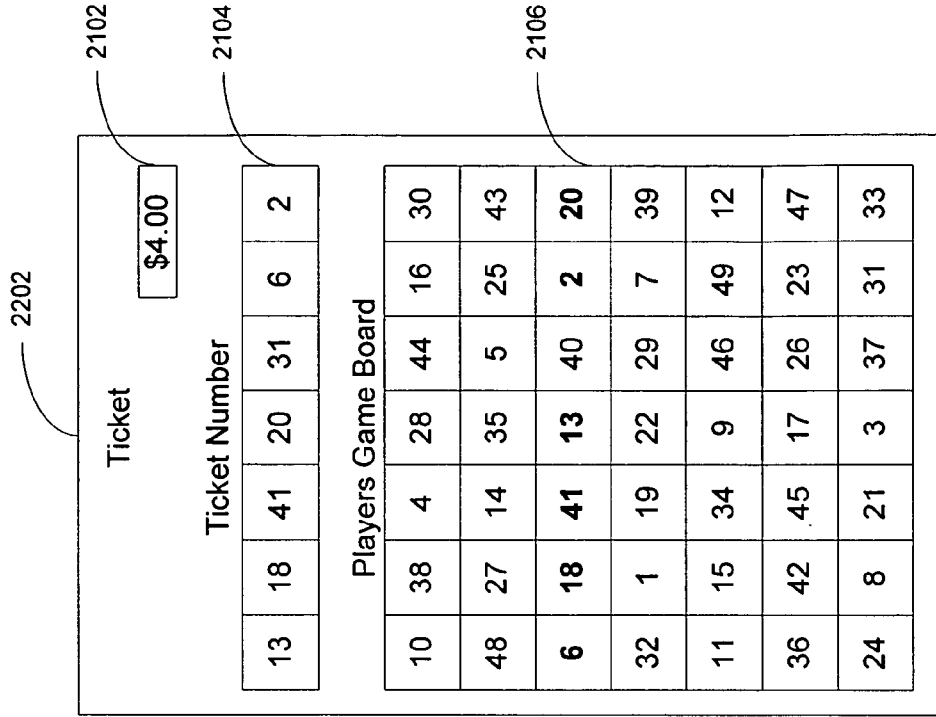 2202
Ticket
$4.00
2102
Ticket Number
2104
13 18 41 20 31 6 2
Players Game Board
10 38 4 28 44 16 30
48 27 14 35 5 25 43
6 18 41 13 40 2 20
2106
32 1 19 22 29 7 39
11 15 34 9 46 49 12
36 42 45 17 26 23 47
24 8 21 3 37 31 33